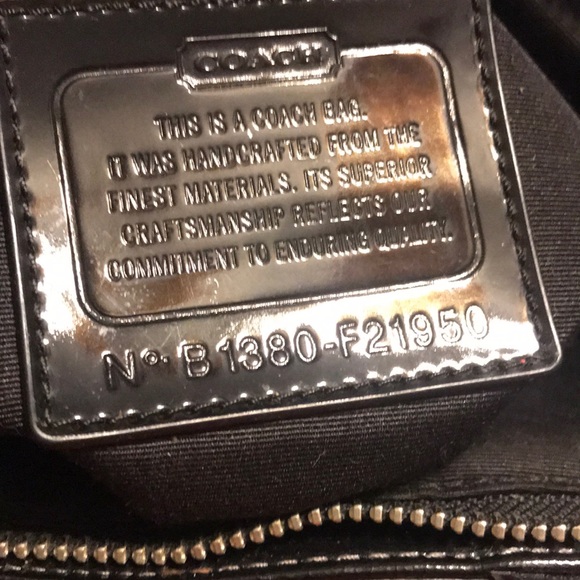 COACH
THIS IS A COACH BAG.
IT WAS HANDCRAFTED FROM THE
FINEST MATERIALS. ITS SUPERIOR
CRAFTSMANSHIP REFLECTS OUR
COMMITMENT TO ENDURING QUALITY.
Nº· B1380-F21950